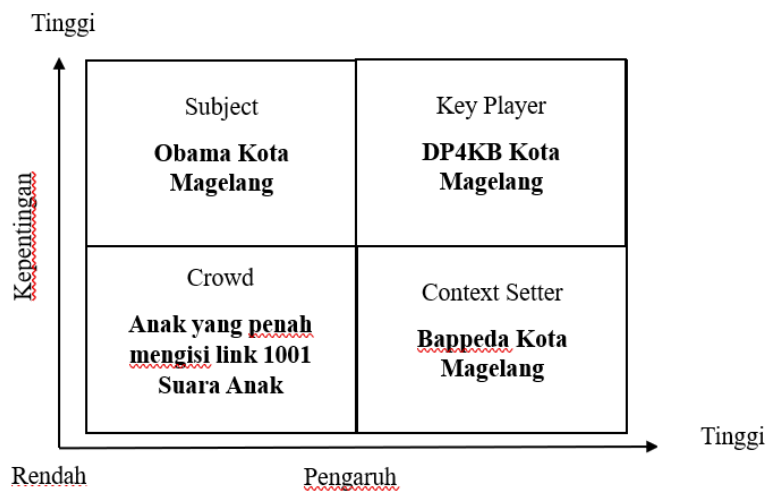 Tinggi
Subject
Obama Kota
Magelang
Key Player
DP4KB Kota
Magelang
Kepentingan
Crowd
Anak yang penah
mengisi link 1001
Suara Anak
Context Setter
Bappeda Kota
Magelang
Tinggi
Rendah
Pengaruh